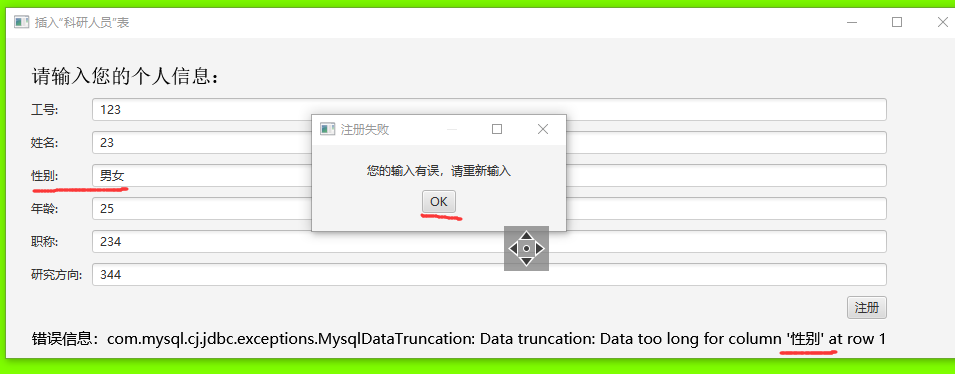 插入“科研人员”表
请输入您的个人信息：
工号: 123
姓名: 23
性别: 男女
年龄: 25
职称: 234
研究方向: 344
注册失败
您的输入有误，请重新输入
OK
注册
错误信息：com.mysql.cj.jdbc.exceptions.MysqlDataTruncation: Data truncation: Data too long for column '性别' at row 1